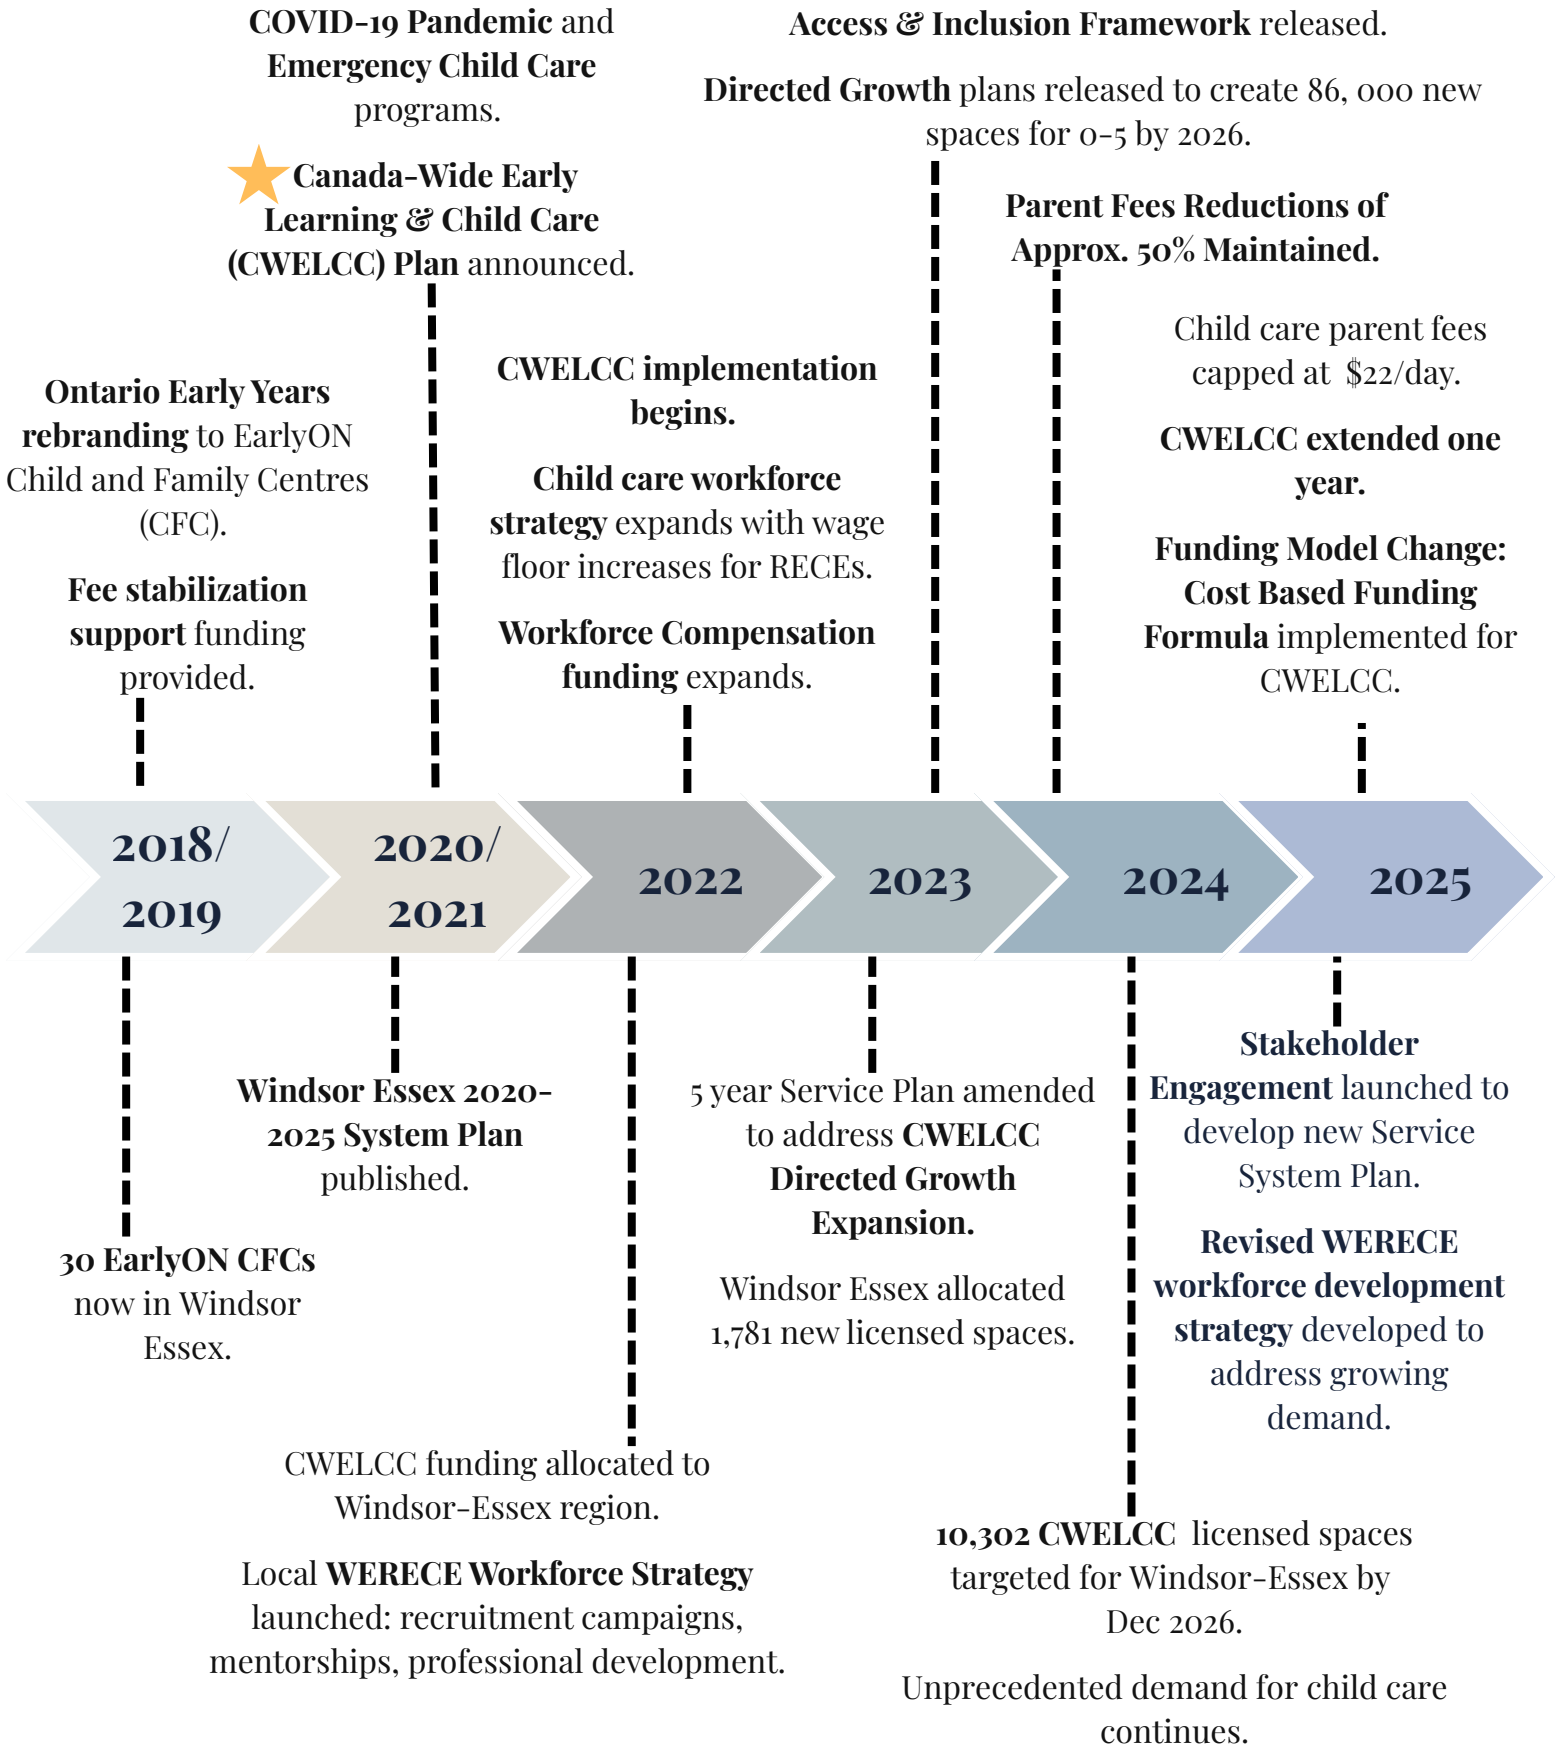 COVID-19 Pandemic and
Emergency Child Care
programs.
Canada-Wide Early
Learning & Child Care
(CWELCC) Plan announced.
Access & Inclusion Framework released.
Directed Growth plans released to create 86, 000 new
spaces for 0-5 by 2026.
Parent Fees Reductions of
Approx. 50% Maintained.
Ontario Early Years
rebranding to EarlyON
Child and Family Centres
(CFC).
Fee stabilization
support funding
provided.
CWELCC implementation
begins.
Child care workforce
strategy expands with wage
floor increases for RECEs.
Workforce Compensation
funding expands.
Child care parent fees
capped at $22/day.
CWELCC extended one
year.
Funding Model Change:
Cost Based Funding
Formula implemented for
CWELCC.
2018/
2019
2020/
2021
2022
2023
2024
2025
30 EarlyON CFCs
now in Windsor
Essex.
Windsor Essex 2020-
2025 System Plan
published.
CWELCC funding allocated to
Windsor-Essex region.
Local WERECE Workforce Strategy
launched: recruitment campaigns,
mentorships, professional development.
5 year Service Plan amended
to address CWELCC
Directed Growth
Expansion.
Windsor Essex allocated
1,781 new licensed spaces.
10,302 CWELCC licensed spaces
targeted for Windsor-Essex by
Dec 2026.
Unprecedented demand for child care
continues.
Stakeholder
Engagement launched to
develop new Service
System Plan.
Revised WERECE
workforce development
strategy developed to
address growing
demand.